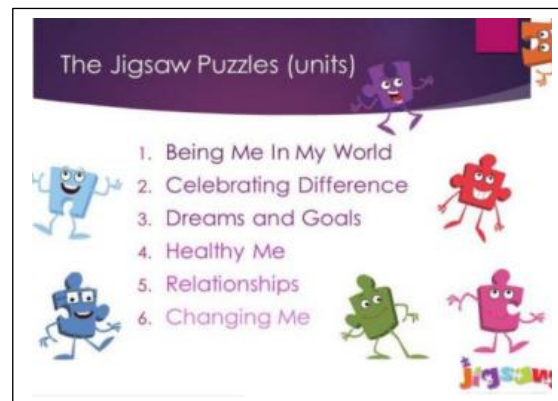 The Jigsaw Puzzles (units)
1. Being Me In My World
2. Celebrating Difference
3. Dreams and Goals
4. Healthy Me
5. Relationships
6. Changing Me
jigsaw